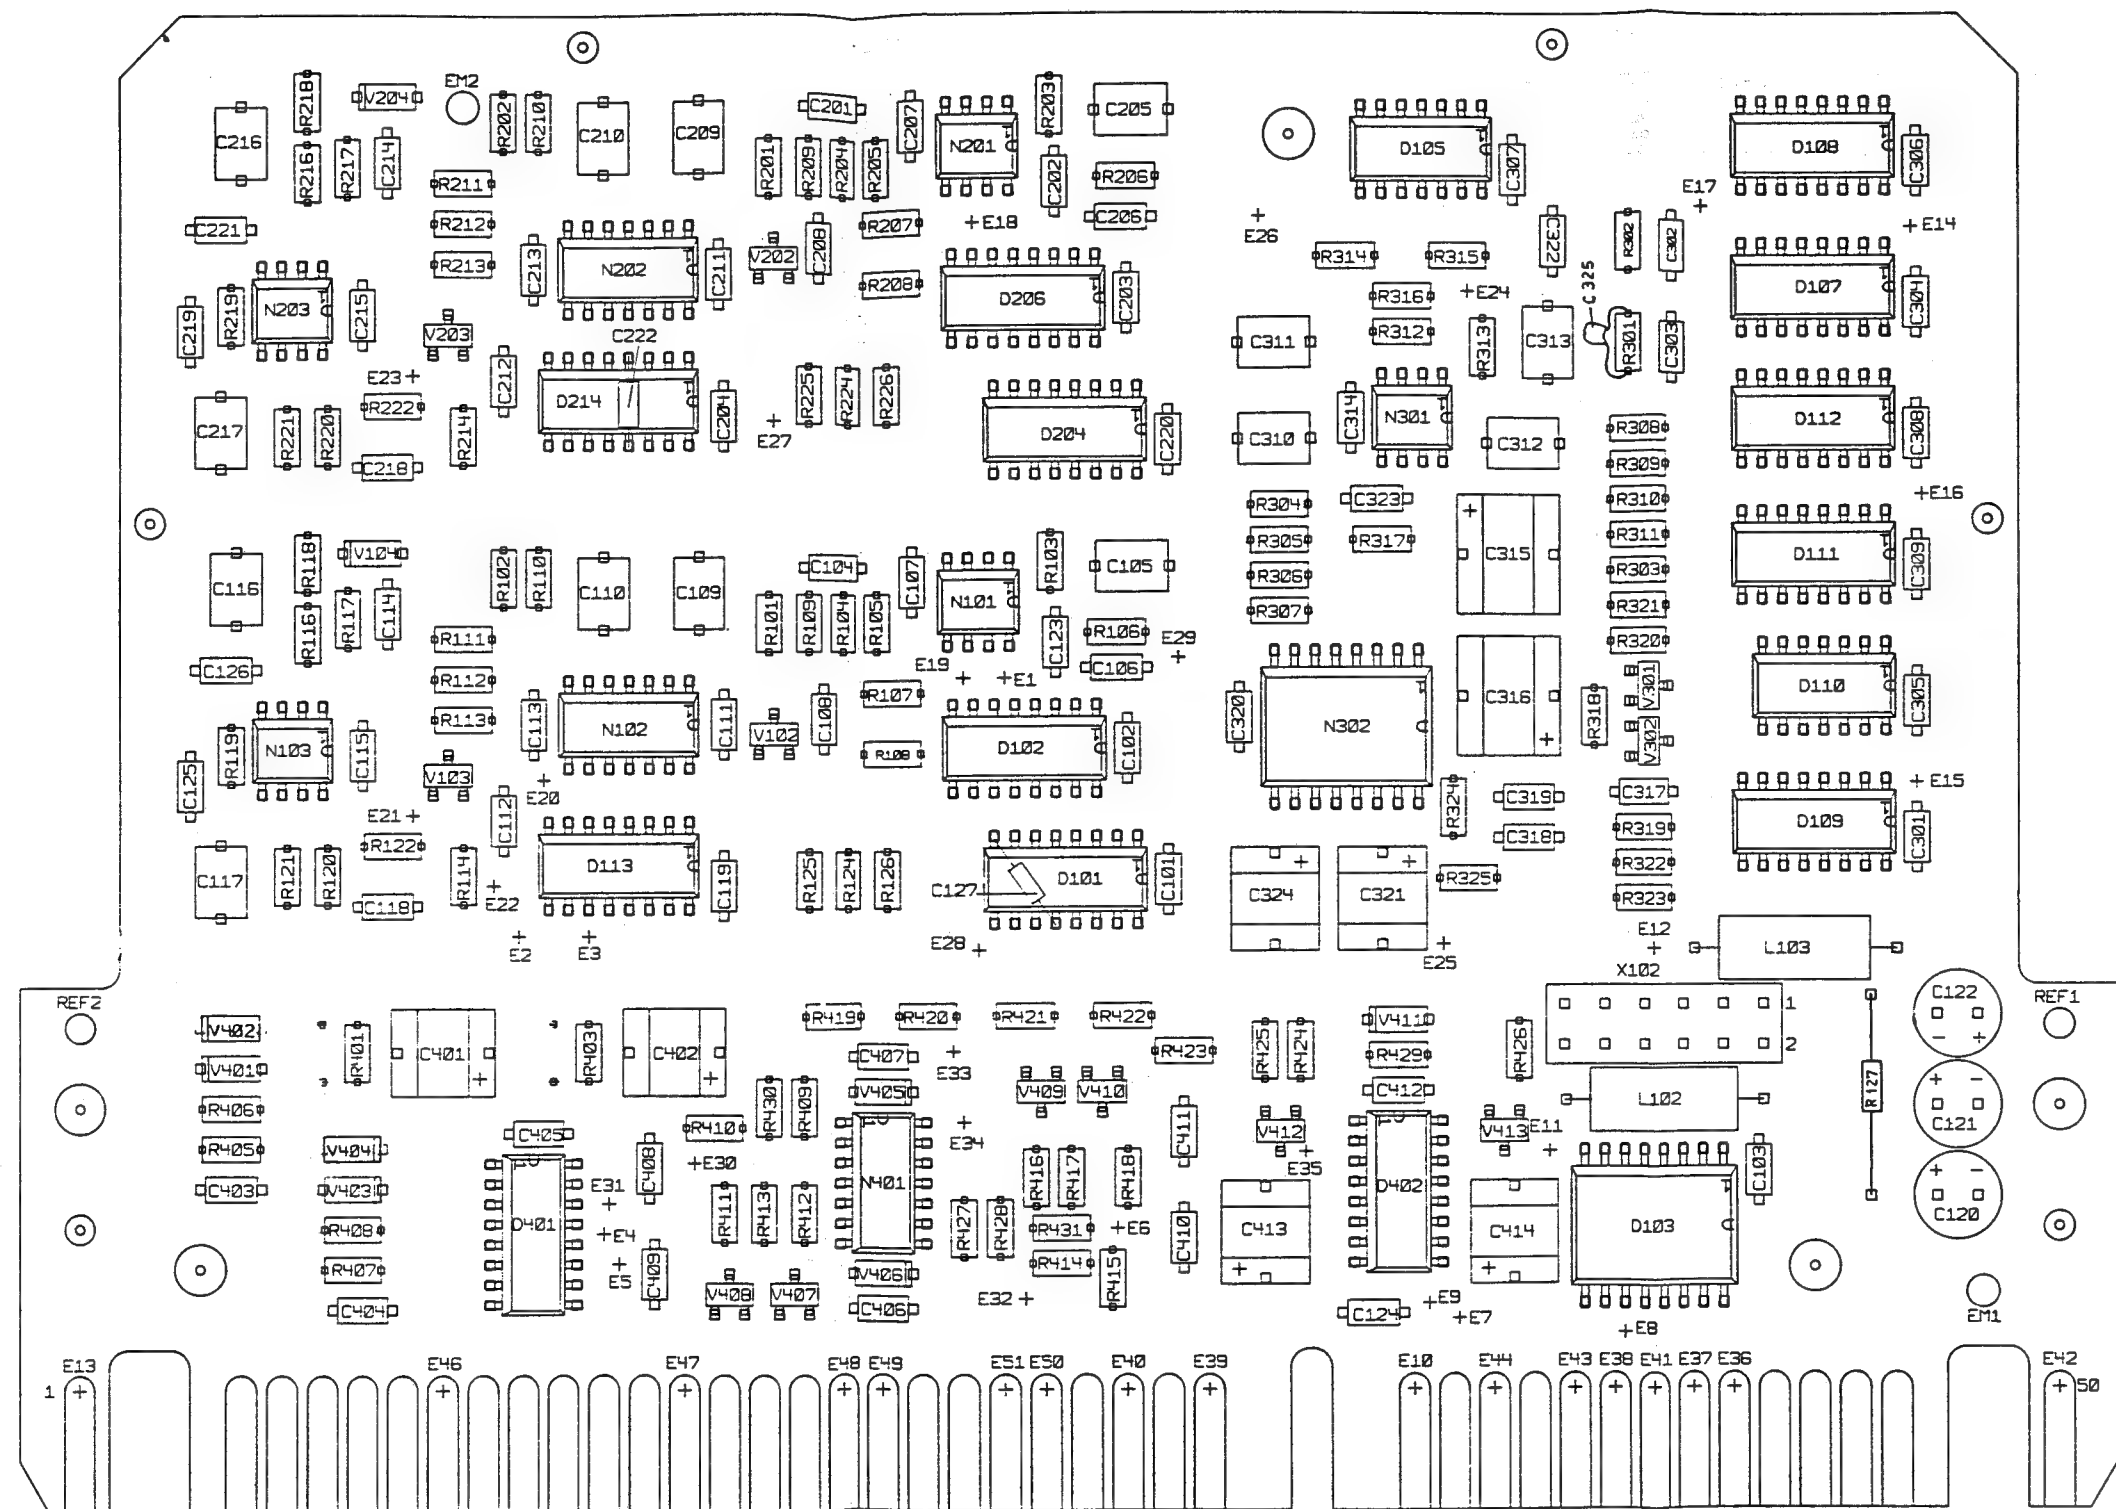 EM2
C216
R218
R216
R217
V204
C214
R202
R210
C210
C209
C201
C207
R201
R209
R204
R205
N201
R203
C202
C205
R206
C206
D105
C307
D108
C306
E17
E14
E26
E18
C221
R211
R212
R213
C213
N202
C211
V202
C208
R207
R208
D206
C203
R314
R315
C322
R302
C302
C325
D107
C304
C219
R219
N203
C215
V203
C222
C212
C311
R316
E24
R312
R313
C313
R301
C303
E23
R222
D214
C204
E27
R225
R224
R226
D204
C220
C310
C314
N301
C312
D112
C308
C217
R221
R220
C218
R214
R308
R309
R310
R311
R303
R321
R320
E16
R304
R305
R306
R307
C323
R317
C315
D111
C309
C116
R118
R116
R117
V104
C114
R102
R110
C110
C109
C104
C107
R101
R109
R104
R105
N101
R103
C123
C105
R106
C106
E29
E19
E1
C126
R111
R112
R113
C113
N102
C111
V102
C108
R107
R108
D102
C102
C320
N302
C316
R318
V301
V302
D110
C305
C125
R119
N103
C115
V103
E20
C112
E21
R122
R324
C319
C318
C317
R319
R322
R323
D109
C301
E15
C117
R121
R120
C118
R114
E22
D113
C119
R125
R124
R126
C127
D101
C101
C324
C321
R325
E2
E3
E28
E25
E12
L103
X102
1
2
C122
- +
REF2
REF1
V402
V401
R406
R405
C403
R401
C401
R403
C402
R419
R420
R421
R422
R423
C407
V405
E33
V409
V410
R425
R424
V411
R429
C412
R426
L102
R127
+ -
C121
V404
V403
R408
R407
C404
C405
D401
C408
R410
R430
R409
E30
E31
E4
E5
C409
R411
R413
R412
N401
V406
C406
V408
V407
E34
R416
R417
R418
R427
R428
R431
R414
E6
R415
E32
C411
C410
V412
E35
C413
D402
V413
E11
C414
D103
C103
+ -
C120
C124
E9
E7
E8
EM1
1
E13
E46
E47
E48
E49
E51
E50
E40
E39
E10
E44
E43
E38
E41
E37
E36
E42
50